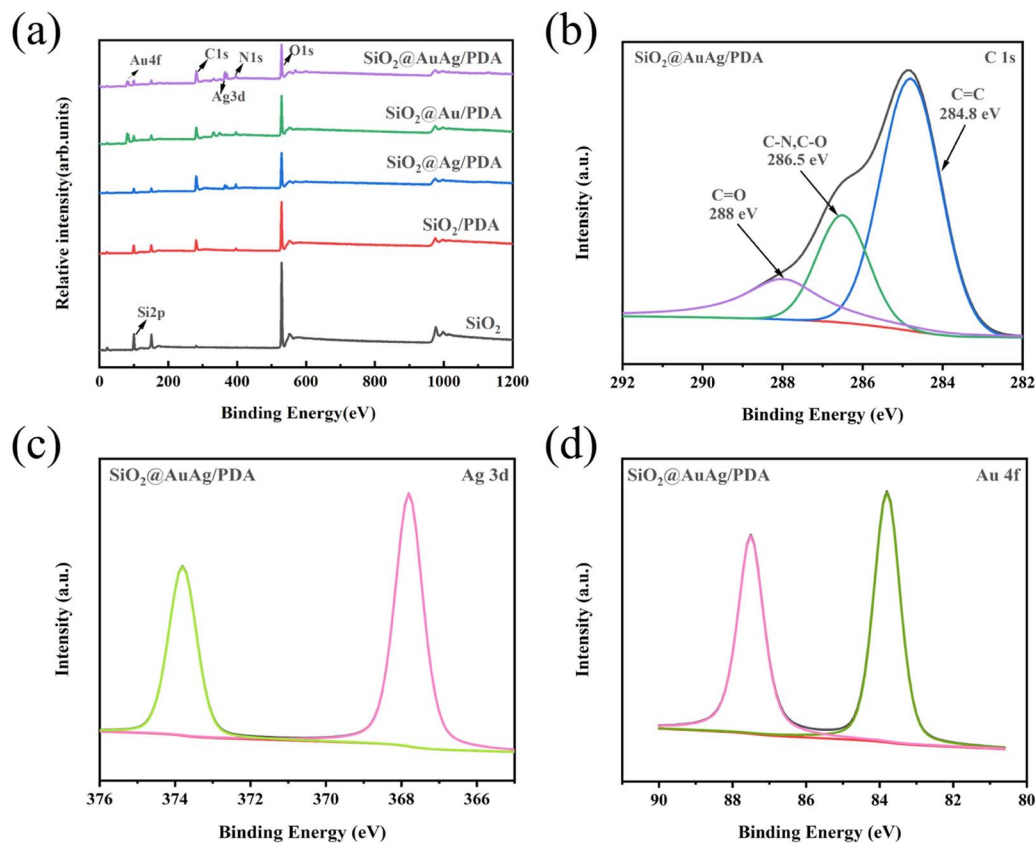 (a)
SiO₂@AuAg/PDA
Au4f
C1s
N1s
O1s
Ag3d
SiO₂@Au/PDA
SiO₂@Ag/PDA
SiO₂/PDA
Si2p
SiO₂
Relative intensity(arb.units)
0 200 400 600 800 1000 1200
Binding Energy(eV)
(b)
SiO₂@AuAg/PDA
C 1s
C=C
284.8 eV
C-N,C-O
286.5 eV
C=O
288 eV
Intensity (a.u.)
292 290 288 286 284 282
Binding Energy (eV)
(c)
SiO₂@AuAg/PDA
Ag 3d
Intensity (a.u.)
376 374 372 370 368 366
Binding Energy (eV)
(d)
SiO₂@AuAg/PDA
Au 4f
Intensity (a.u.)
90 88 86 84 82 80
Binding Energy (eV)